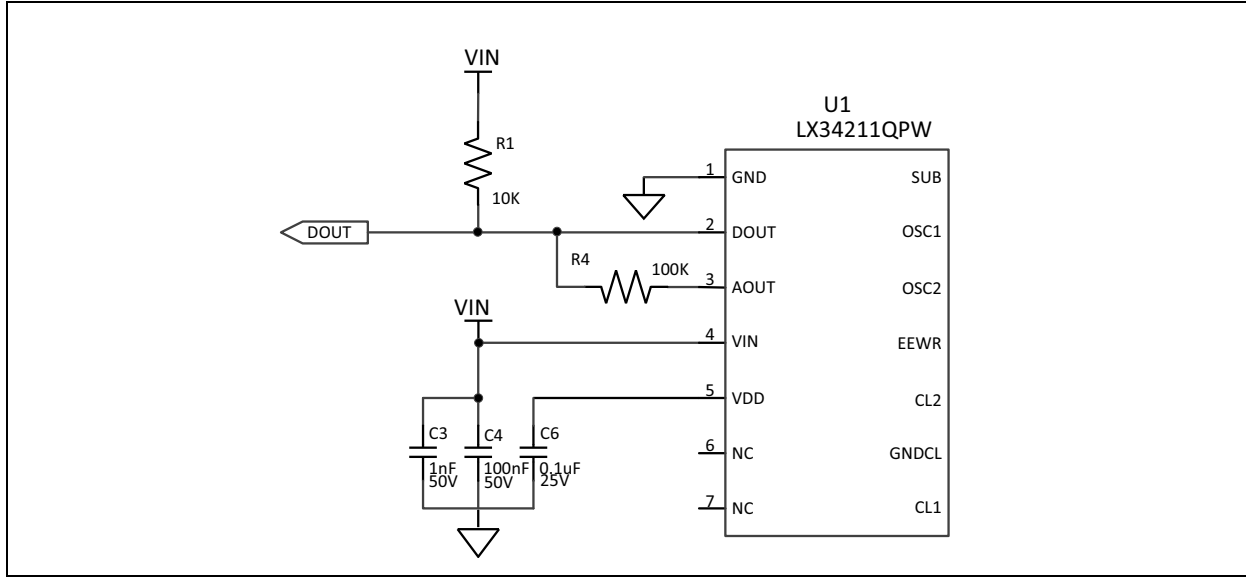 VIN
R1
10K
DOUT
R4
100K
VIN
C3
1nF
50V
C4
100nF
50V
C6
0.1uF
25V
U1
LX34211QPW
1 GND SUB
2 DOUT OSC1
3 AOUT OSC2
4 VIN EEWR
5 VDD CL2
6 NC GNDCL
7 NC CL1